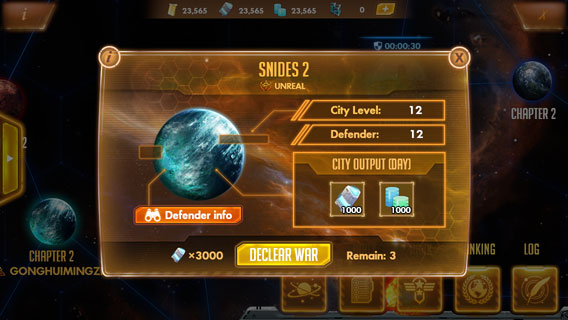 23,565 23,565 23,565 0
00:00:30
i
SNIDES 2
X
UNREAL
City Level: 12
Defender: 12
CITY OUTPUT (DAY)
1000 1000
Defender info
×3000
DECLEAR WAR
Remain: 3
CHAPTER 2
2
CHAPTER 2
GONGHUIMINGZ
NKING
LOG